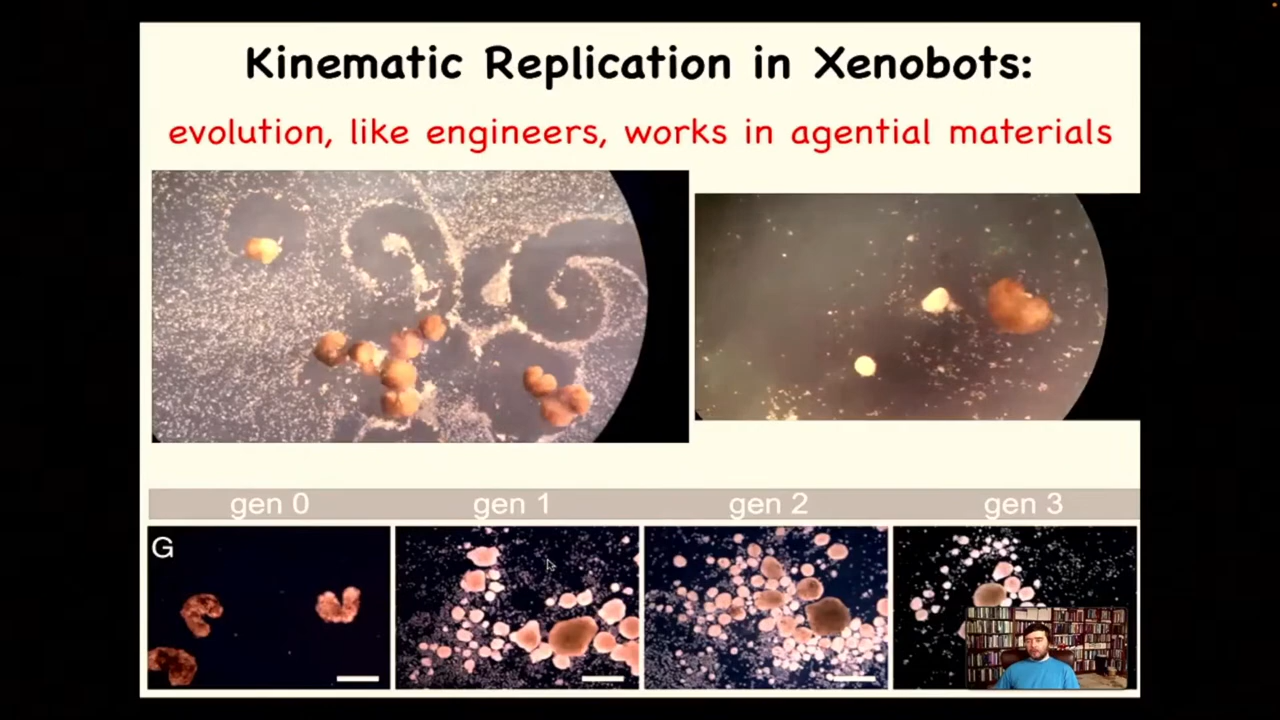 Kinematic Replication in Xenobots:
evolution, like engineers, works in agential materials
gen 0 gen 1 gen 2 gen 3
G